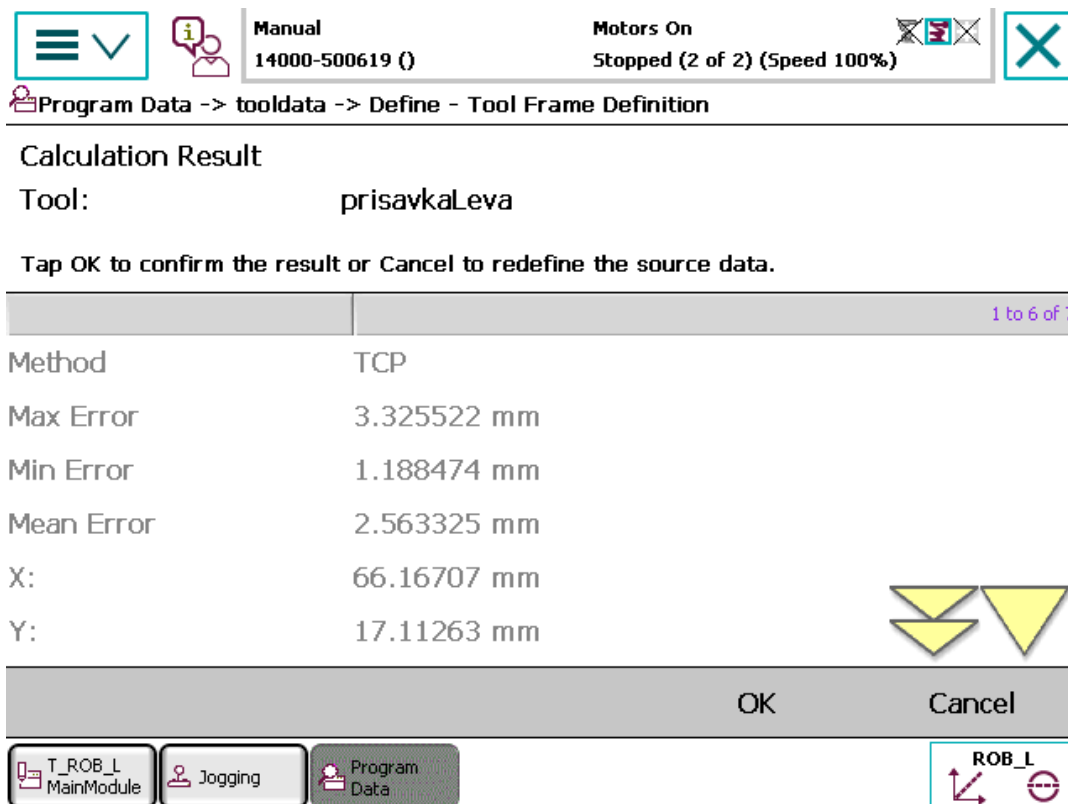 Manual
Motors On
14000-500619 ()
Stopped (2 of 2) (Speed 100%)
Program Data -> tooldata -> Define - Tool Frame Definition
Calculation Result
Tool: prisavkaLeva
Tap OK to confirm the result or Cancel to redefine the source data.
1 to 6 of 7
Method TCP
Max Error 3.325522 mm
Min Error 1.188474 mm
Mean Error 2.563325 mm
X: 66.16707 mm
Y: 17.11263 mm
OK Cancel
T_ROB_L
MainModule
Jogging
Program
Data
ROB_L